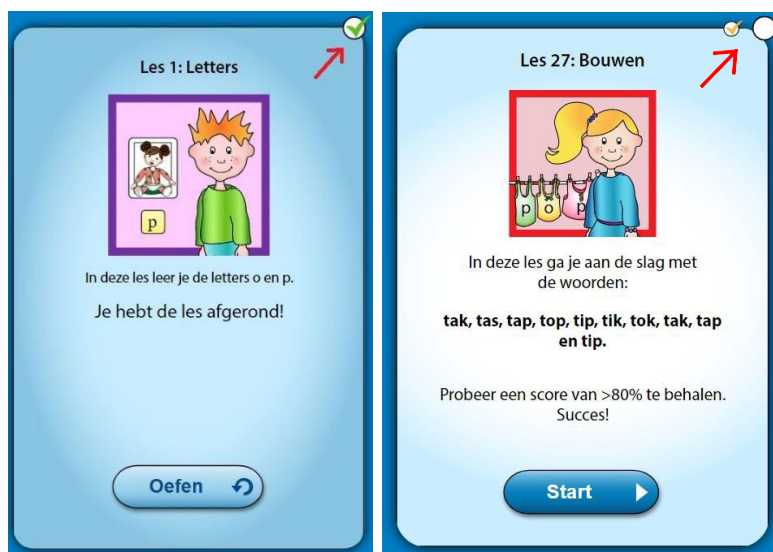 Les 1: Letters
p
In deze les leer je de letters o en p.
Je hebt de les afgerond!
Oefen
Les 27: Bouwen
p o p
In deze les ga je aan de slag met
de woorden:
tak, tas, tap, top, tip, tik, tok, tak, tap
en tip.
Probeer een score van >80% te behalen.
Succes!
Start